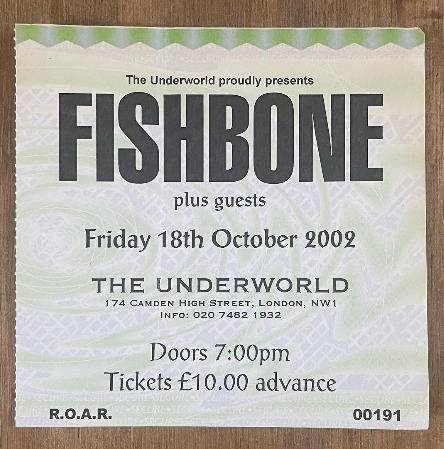 The Underworld proudly presents
FISHBONE
plus guests
Friday 18th October 2002
THE UNDERWORLD
174 CAMDEN HIGH STREET, LONDON, NW1
INFO: 020 7482 1932
Doors 7:00pm
Tickets £10.00 advance
R.O.A.R. 00191